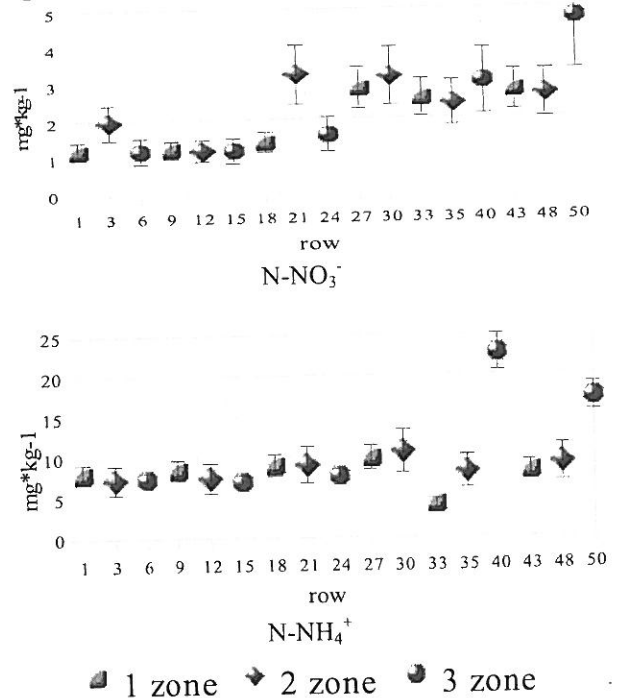 5
4
3
2
1
0
mg*kg-1
1 3 6 9 12 15 18 21 24 27 30 33 35 40 43 48 50
row
N-NO₃⁻
25
20
15
10
5
0
mg*kg-1
1 3 6 9 12 15 18 21 24 27 30 33 35 40 43 48 50
row
N-NH₄⁺
1 zone 2 zone 3 zone